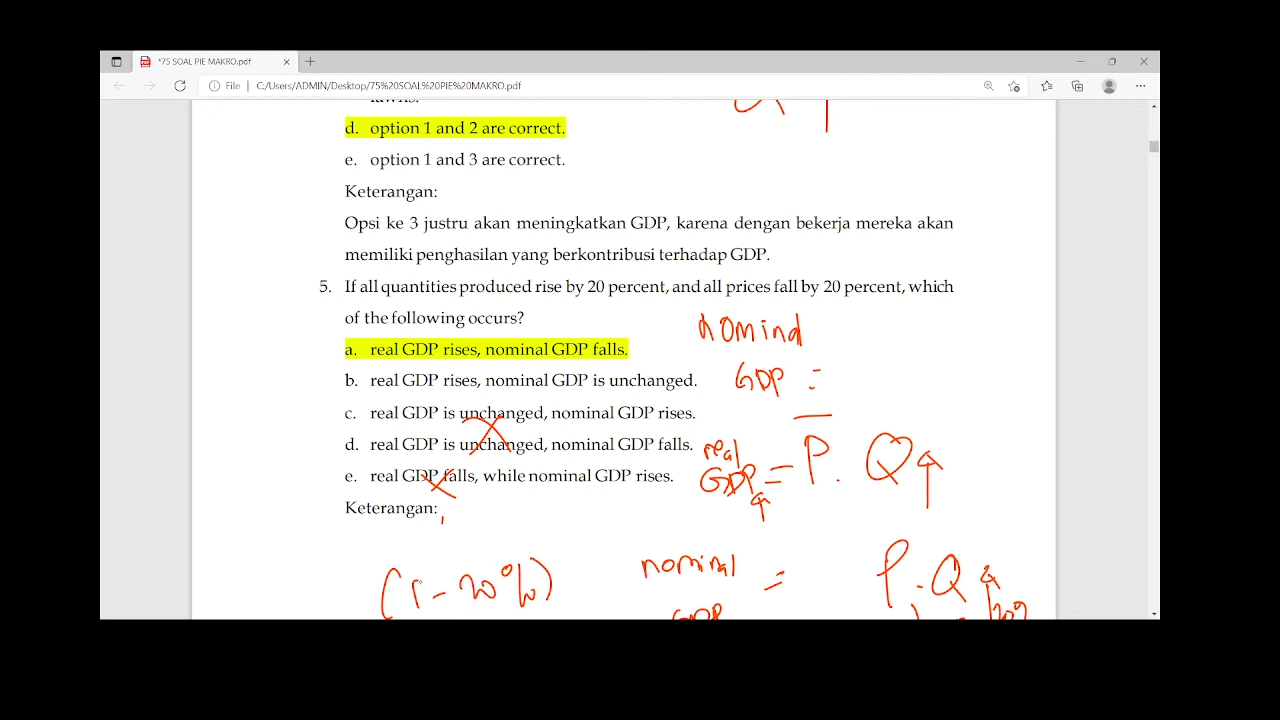 *75 SOAL PIE MAKRO.pdf
File C:/Users/ADMIN/Desktop/75%20SOAL%20PIE%20MAKRO.pdf
lawns.
d. option 1 and 2 are correct.
e. option 1 and 3 are correct.
Keterangan:
Opsi ke 3 justru akan meningkatkan GDP, karena dengan bekerja mereka akan
memiliki penghasilan yang berkontribusi terhadap GDP.
5. If all quantities produced rise by 20 percent, and all prices fall by 20 percent, which
of the following occurs?
nominal
a. real GDP rises, nominal GDP falls.
GDP =
b. real GDP rises, nominal GDP is unchanged.
c. real GDP is unchanged, nominal GDP rises.
d. real GDP is unchanged, nominal GDP falls.
real
GDP = P . Q
e. real GDP falls, while nominal GDP rises.
Keterangan:
(1 - 20%)
nominal = P . Q
GDP